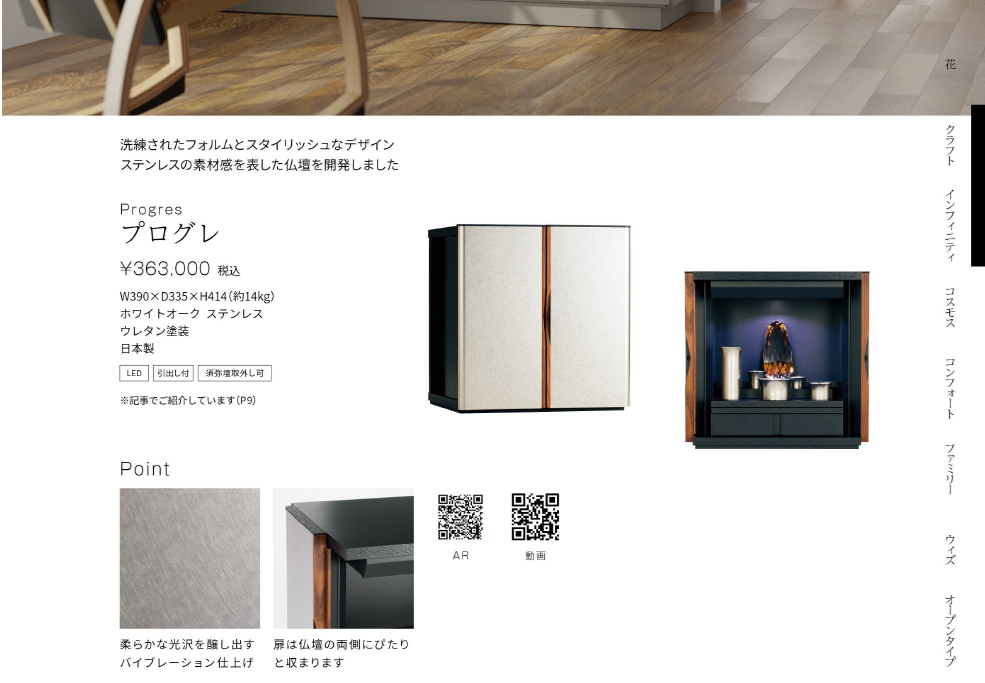 洗練されたフォルムとスタイリッシュなデザイン
ステンレスの素材感を表した仏壇を開発しました
Progres
プログレ
¥363,000 税込
W390×D335×H414(約14kg)
ホワイトオーク ステンレス
ウレタン塗装
日本製
LED 引出し付 須弥壇取外し可
※記事でご紹介しています(P9)
Point
柔らかな光沢を醸し出す
バイブレーション仕上げ
扉は仏壇の両側にぴたり
と収まります
AR
動画
花
クラフト
インフィニティ
コスモス
コンフォート
ファミリー
ウィズ
オープンタイプ